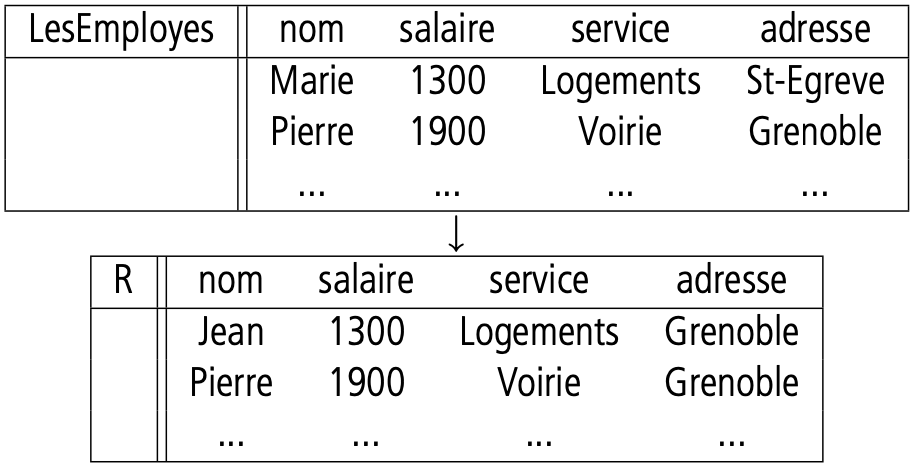 LesEmployes nom salaire service adresse
Marie 1300 Logements St-Egreve
Pierre 1900 Voirie Grenoble
... ... ... ...
↓
R nom salaire service adresse
Jean 1300 Logements Grenoble
Pierre 1900 Voirie Grenoble
... ... ... ...